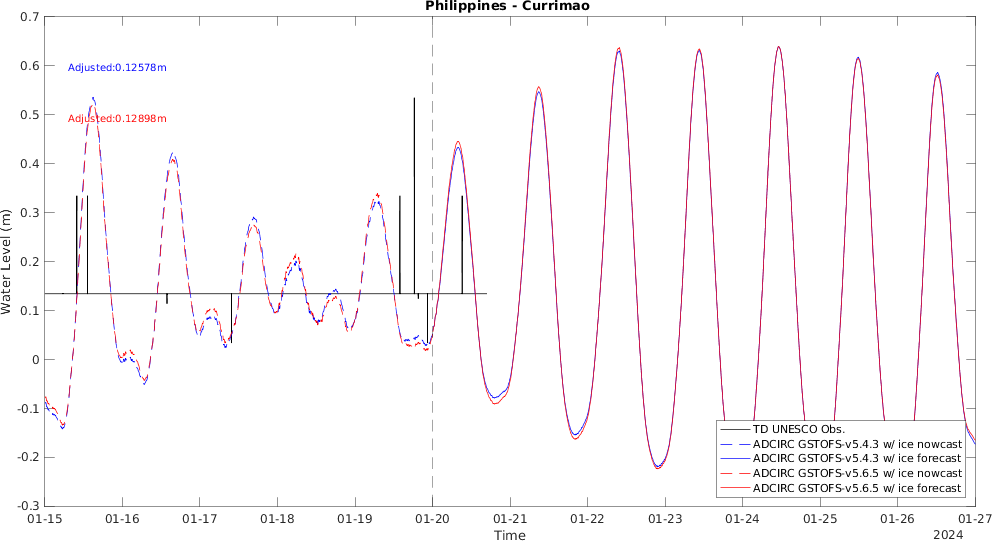 Philippines - Currimao
Water Level (m)
0.7
0.6
0.5
0.4
0.3
0.2
0.1
0
-0.1
-0.2
-0.3
Adjusted:0.12578m
Adjusted:0.12898m
TD UNESCO Obs.
ADCIRC GSTOFS-v5.4.3 w/ ice nowcast
ADCIRC GSTOFS-v5.4.3 w/ ice forecast
ADCIRC GSTOFS-v5.6.5 w/ ice nowcast
ADCIRC GSTOFS-v5.6.5 w/ ice forecast
01-15 01-16 01-17 01-18 01-19 01-20 01-21 01-22 01-23 01-24 01-25 01-26 01-27
Time
2024